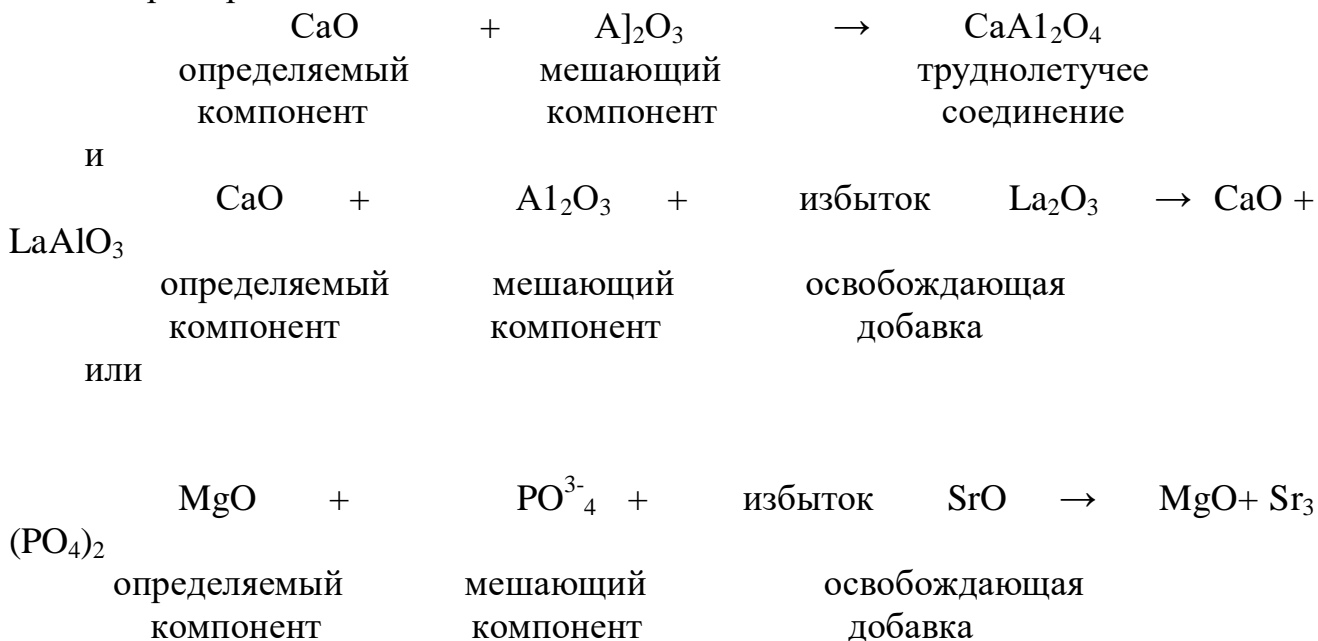 CaO + A]₂O₃ → CaA1₂O₄
определяемый мешающий труднолетучее
компонент компонент соединение
и
CaO + A1₂O₃ + избыток La₂O₃ → CaO +
LaAlO₃
определяемый мешающий освобождающая
компонент компонент добавка
или
MgO + PO³⁻₄ + избыток SrO → MgO+ Sr₃
(PO₄)₂
определяемый мешающий освобождающая
компонент компонент добавка